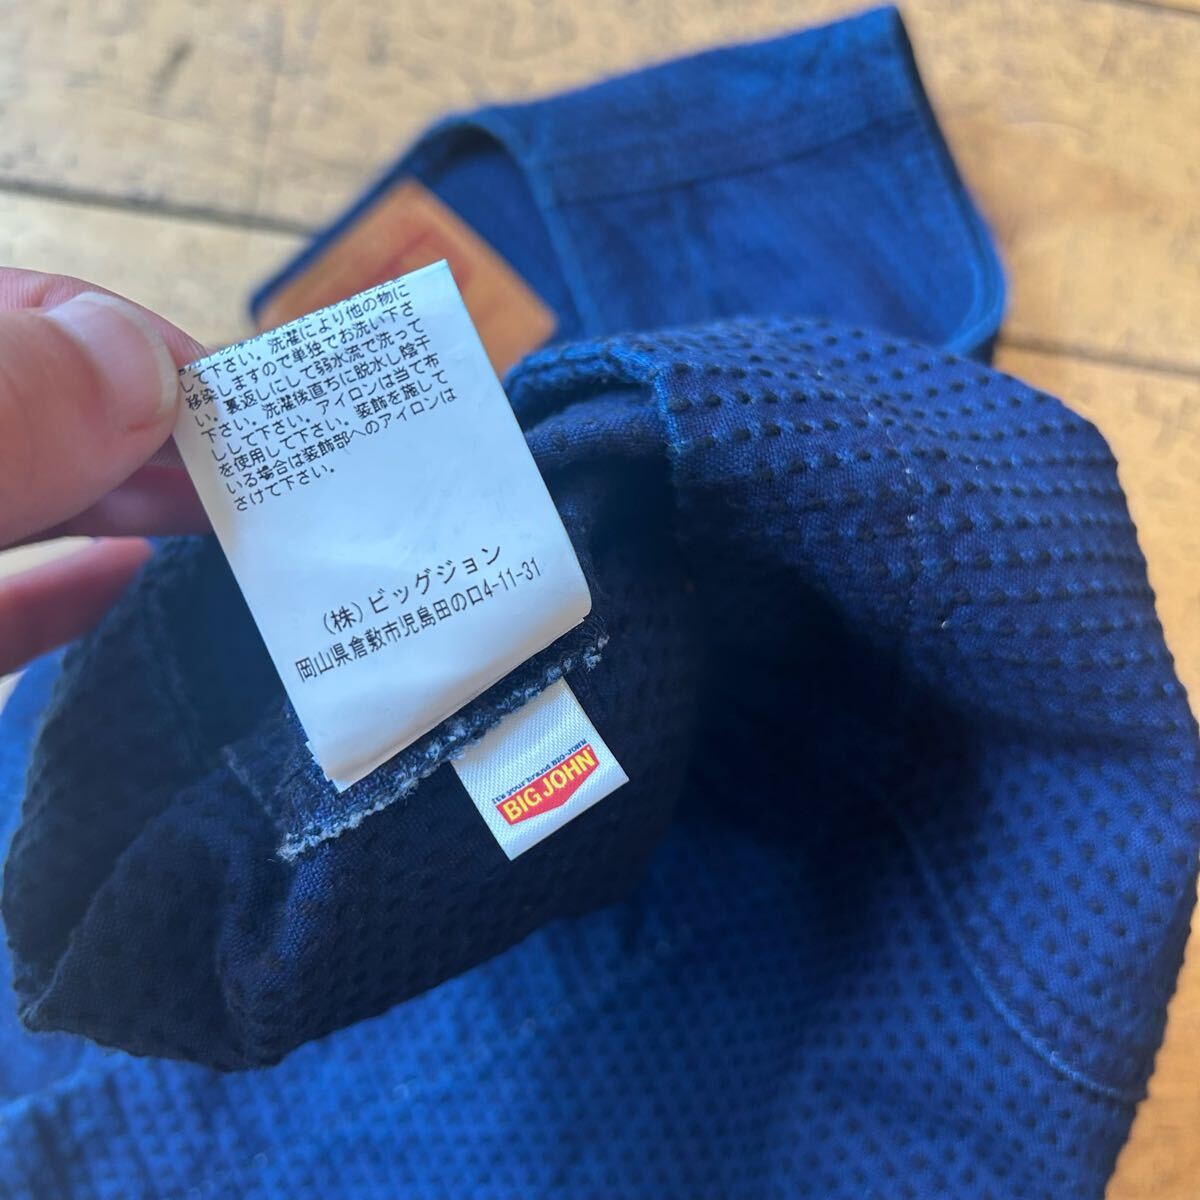 して下さい。洗濯により他の物に
移染しますので単独でお洗い下さ
い。裏返しにして弱水流で洗って
下さい。洗濯後直ちに脱水し陰干
しして下さい。アイロンは当て布
を使用して下さい。装飾を施して
いる場合は装飾部へのアイロンは
さけて下さい。
(株)ビッグジョン
岡山県倉敷市児島田の口4-11-31
It's your brand BIG-JOHN
BIG JOHN